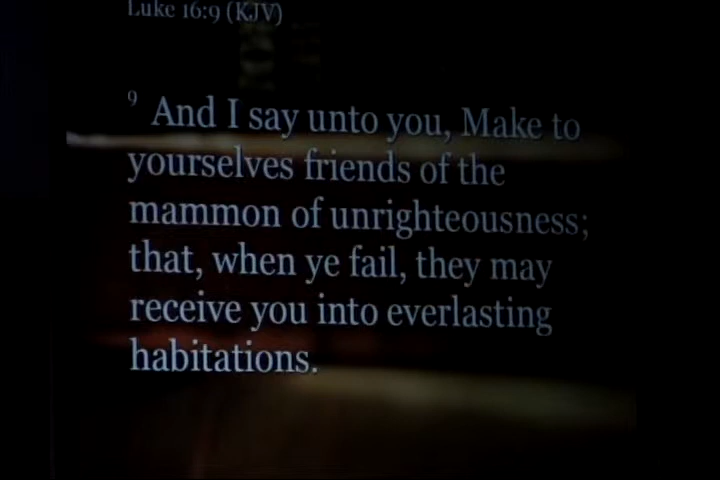 Luke 16:9 (KJV)
9 And I say unto you, Make to
yourselves friends of the
mammon of unrighteousness;
that, when ye fail, they may
receive you into everlasting
habitations.